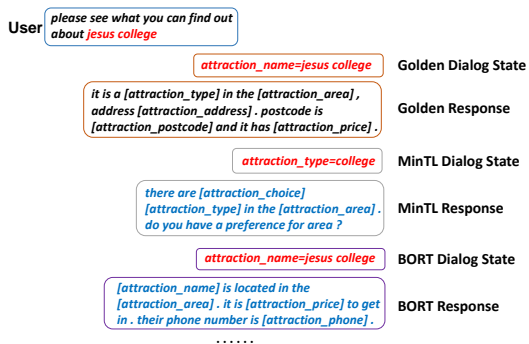 User
please see what you can find out
about jesus college
attraction_name=jesus college
Golden Dialog State
it is a [attraction_type] in the [attraction_area] ,
address [attraction_address] . postcode is
[attraction_postcode] and it has [attraction_price] .
Golden Response
attraction_type=college
MinTL Dialog State
there are [attraction_choice]
[attraction_type] in the [attraction_area] .
do you have a preference for area ?
MinTL Response
attraction_name=jesus college
BORT Dialog State
[attraction_name] is located in the
[attraction_area] . it is [attraction_price] to get
in . their phone number is [attraction_phone] .
BORT Response
......